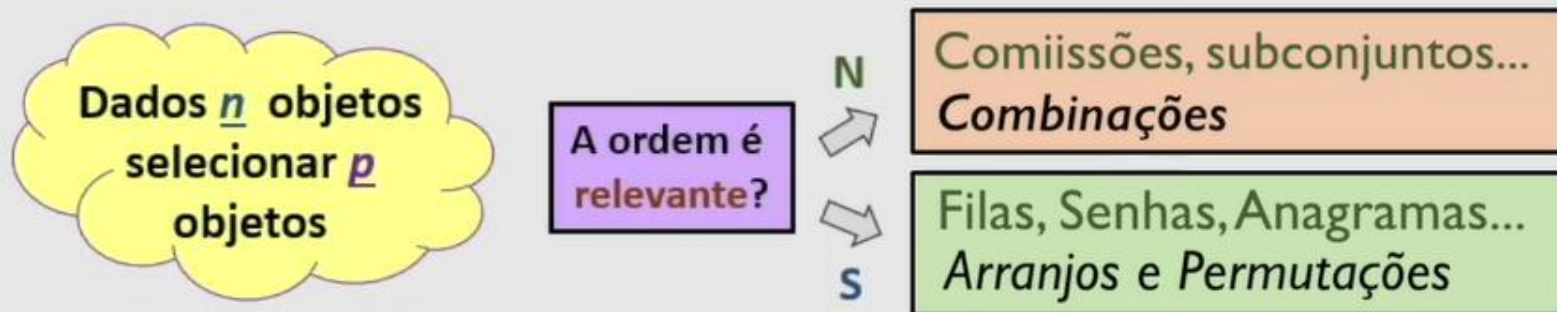 Dados n objetos
selecionar p
objetos
A ordem é
relevante?
N
Comiissões, subconjuntos...
Combinações
S
Filas, Senhas, Anagramas...
Arranjos e Permutações